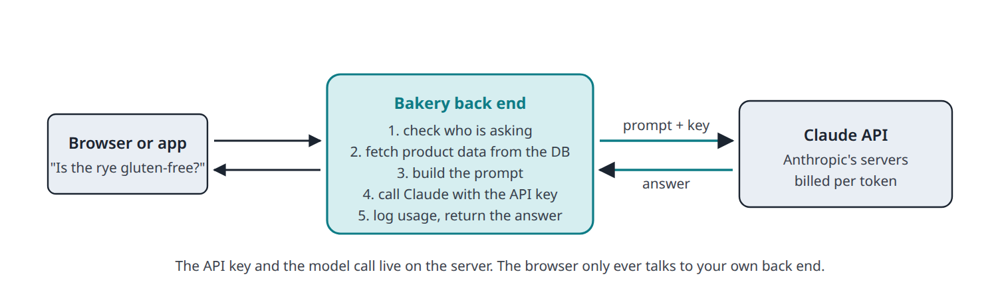 Browser or app
"Is the rye gluten-free?"
Bakery back end
1. check who is asking
2. fetch product data from the DB
3. build the prompt
4. call Claude with the API key
5. log usage, return the answer
prompt + key
answer
Claude API
Anthropic's servers
billed per token
The API key and the model call live on the server. The browser only ever talks to your own back end.